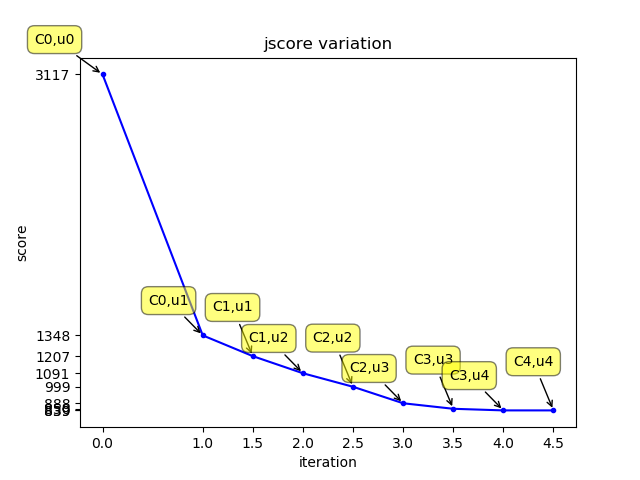 jscore variation
C0,u0
3117
C0,u1
C1,u1
C1,u2
C2,u2
C2,u3
C3,u3
C3,u4
C4,u4
1348
1207
1091
999
888
839
score
0.0 1.0 1.5 2.0 2.5 3.0 3.5 4.0 4.5
iteration